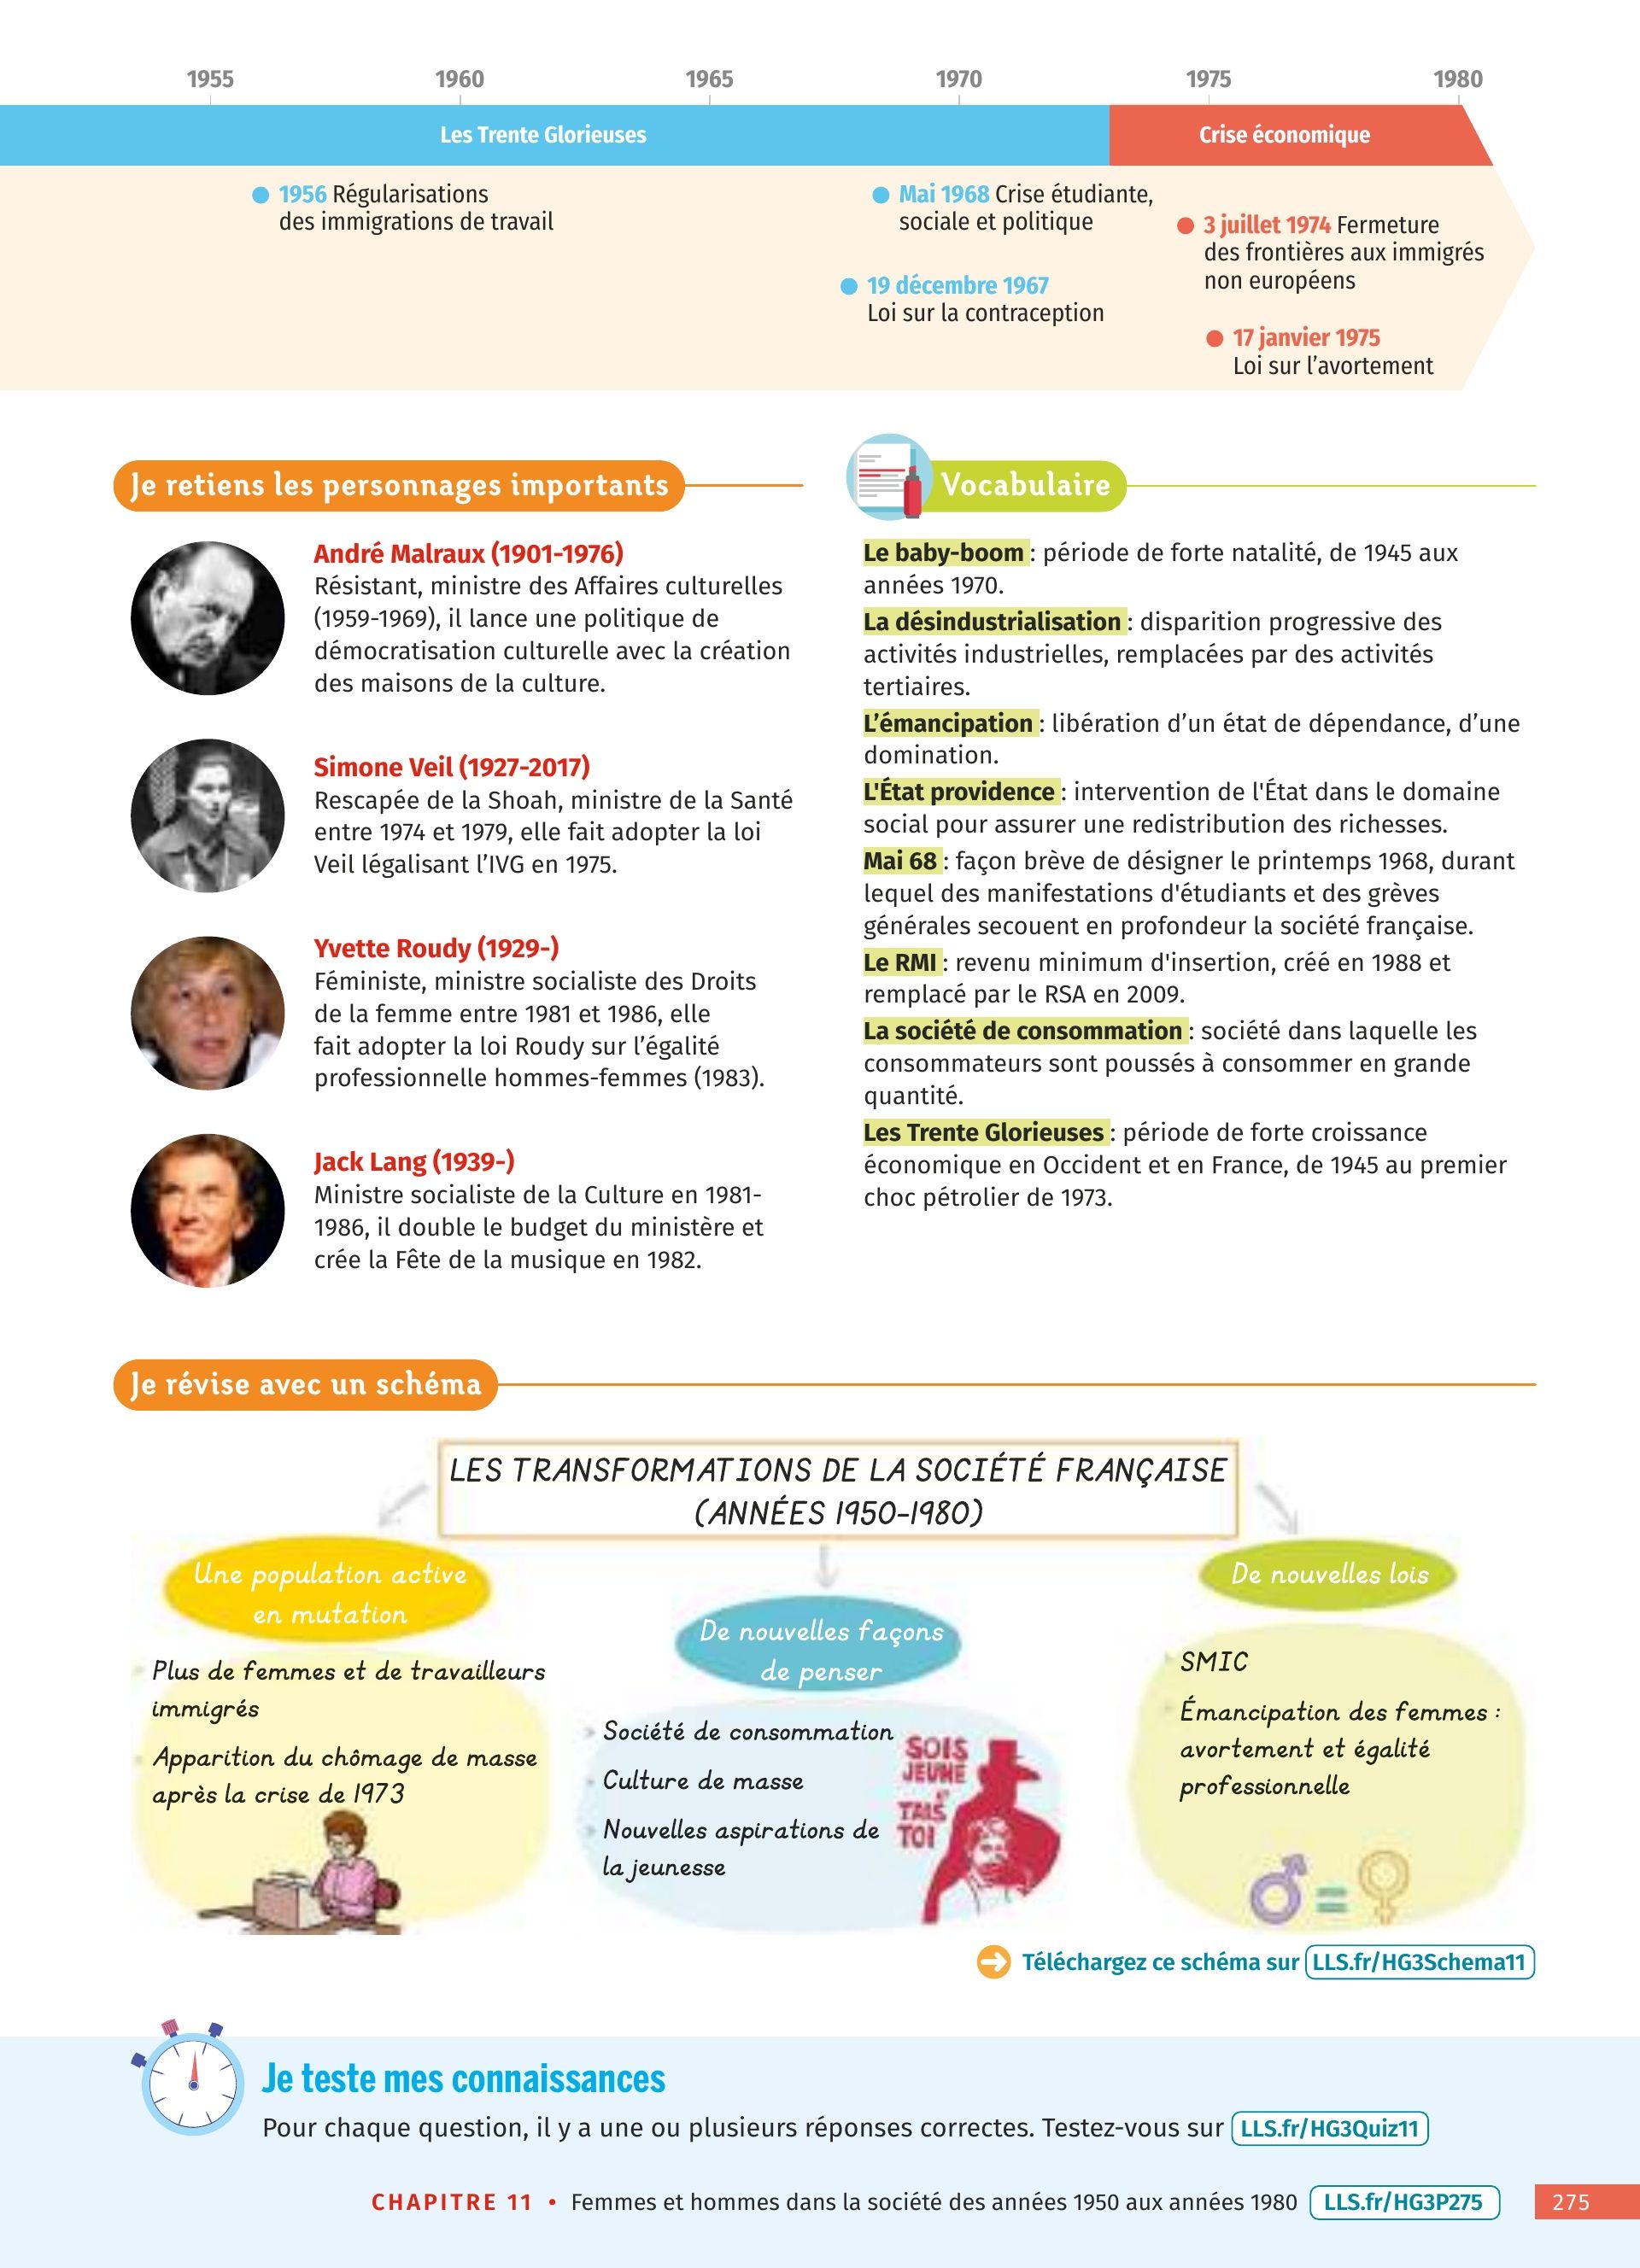 1955 1960 1965 1970 1975 1980
Les Trente Glorieuses
Crise économique
1956 Régularisations
des immigrations de travail
Mai 1968 Crise étudiante,
sociale et politique
19 décembre 1967
Loi sur la contraception
3 juillet 1974 Fermeture
des frontières aux immigrés
non européens
17 janvier 1975
Loi sur l’avortement
Je retiens les personnages importants
André Malraux (1901-1976)
Résistant, ministre des Affaires culturelles
(1959-1969), il lance une politique de
démocratisation culturelle avec la création
des maisons de la culture.
Simone Veil (1927-2017)
Rescapée de la Shoah, ministre de la Santé
entre 1974 et 1979, elle fait adopter la loi
Veil légalisant l’IVG en 1975.
Yvette Roudy (1929-)
Féministe, ministre socialiste des Droits
de la femme entre 1981 et 1986, elle
fait adopter la loi Roudy sur l’égalité
professionnelle hommes-femmes (1983).
Jack Lang (1939-)
Ministre socialiste de la Culture en 1981-
1986, il double le budget du ministère et
crée la Fête de la musique en 1982.
Vocabulaire
Le baby-boom : période de forte natalité, de 1945 aux
années 1970.
La désindustrialisation : disparition progressive des
activités industrielles, remplacées par des activités
tertiaires.
L’émancipation : libération d’un état de dépendance, d’une
domination.
L'État providence : intervention de l'État dans le domaine
social pour assurer une redistribution des richesses.
Mai 68 : façon brève de désigner le printemps 1968, durant
lequel des manifestations d'étudiants et des grèves
générales secouent en profondeur la société française.
Le RMI : revenu minimum d'insertion, créé en 1988 et
remplacé par le RSA en 2009.
La société de consommation : société dans laquelle les
consommateurs sont poussés à consommer en grande
quantité.
Les Trente Glorieuses : période de forte croissance
économique en Occident et en France, de 1945 au premier
choc pétrolier de 1973.
Je révise avec un schéma
LES TRANSFORMATIONS DE LA SOCIÉTÉ FRANÇAISE
(ANNÉES 1950-1980)
Une population active
en mutation
Plus de femmes et de travailleurs
immigrés
Apparition du chômage de masse
après la crise de 1973
De nouvelles façons
de penser
Société de consommation
Culture de masse
Nouvelles aspirations de
la jeunesse
SOIS
JEUNE
ET
TAIS
TOI
De nouvelles lois
SMIC
Émancipation des femmes :
avortement et égalité
professionnelle
Téléchargez ce schéma sur LLS.fr/HG3Schema11
Je teste mes connaissances
Pour chaque question, il y a une ou plusieurs réponses correctes. Testez-vous sur LLS.fr/HG3Quiz11
CHAPITRE 11 • Femmes et hommes dans la société des années 1950 aux années 1980 LLS.fr/HG3P275 275